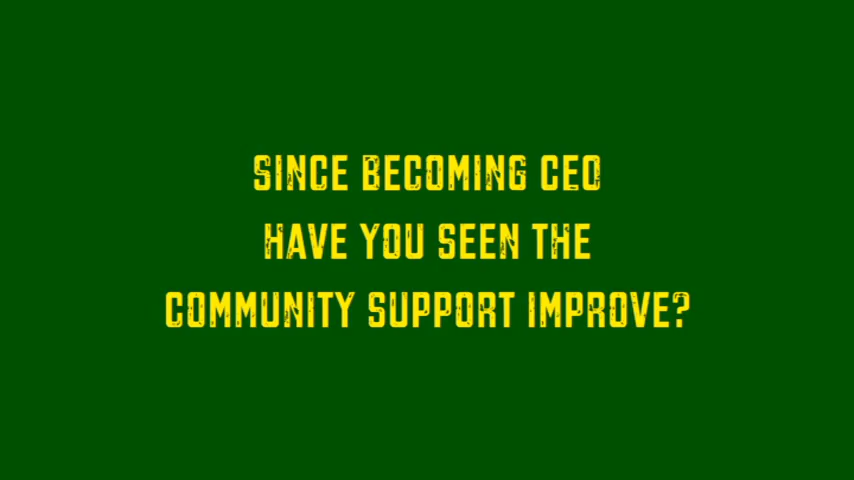 SINCE BECOMING CEO
HAVE YOU SEEN THE
COMMUNITY SUPPORT IMPROVE?